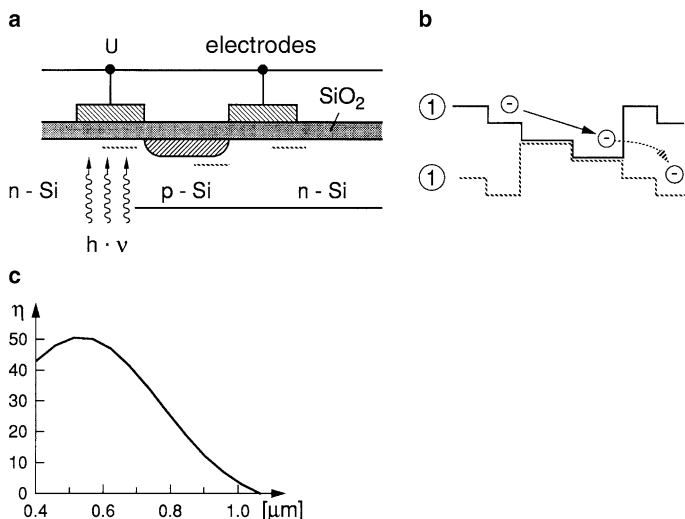 a
U
electrodes
SiO₂
n - Si
p - Si
n - Si
h · ν
b
1
1
c
η
50
40
30
20
10
0
0.4
0.6
0.8
1.0
[µm]